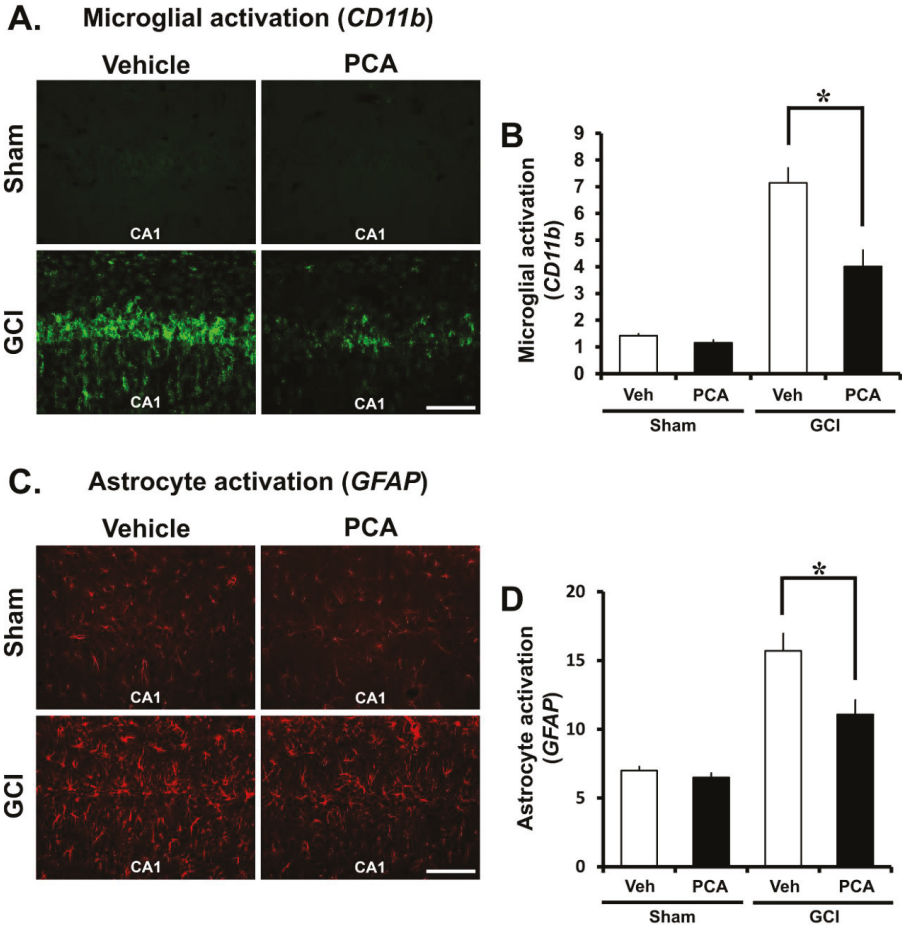 A. Microglial activation (CD11b)
Vehicle PCA
Sham
CA1 CA1
GCI
CA1 CA1
B
*
Microglial activation
(CD11b)
9
8
7
6
5
4
3
2
1
0
Veh PCA Veh PCA
Sham GCI
C. Astrocyte activation (GFAP)
Vehicle PCA
Sham
CA1 CA1
GCI
CA1 CA1
D
*
Astrocyte activation
(GFAP)
20
15
10
5
0
Veh PCA Veh PCA
Sham GCI